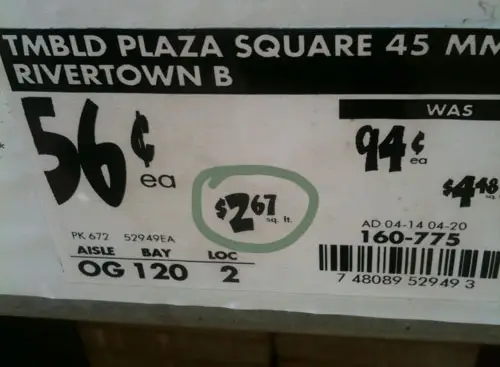 TMBLD PLAZA SQUARE 45 MM
RIVERTOWN B
WAS
56¢ ea
94¢ ea
$2.67 sq. ft.
$4.48
PK 672 52949EA
AD 04-14 04-20
160-775
AISLE BAY LOC
OG 120 2
7 48089 52949 3